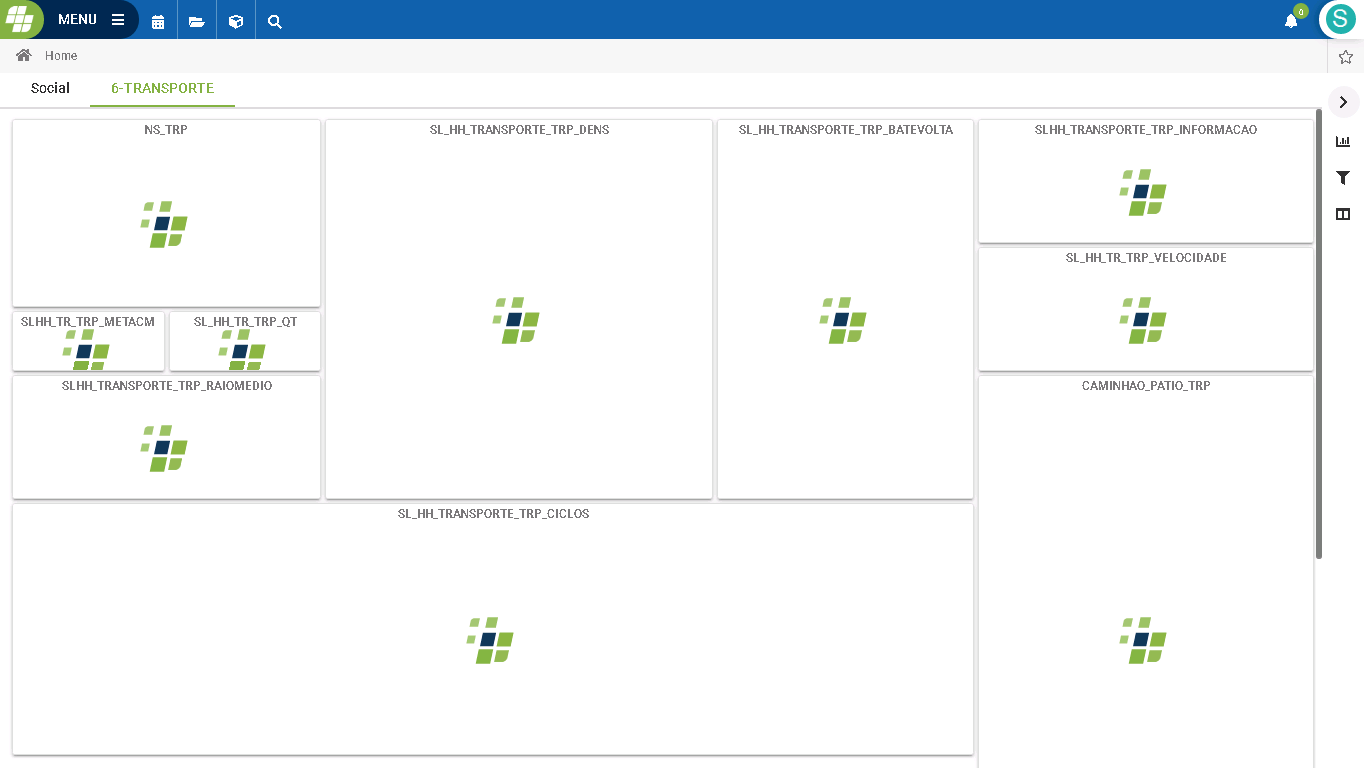 MENU
0
S
Home
Social
6-TRANSPORTE
NS_TRP
SL_HH_TRANSPORTE_TRP_DENS
SL_HH_TRANSPORTE_TRP_BATEVOLTA
SLHH_TRANSPORTE_TRP_INFORMACAO
SL_HH_TR_TRP_VELOCIDADE
SLHH_TR_TRP_METACM
SL_HH_TR_TRP_QT
SLHH_TRANSPORTE_TRP_RAIOMEDIO
CAMINHAO_PATIO_TRP
SL_HH_TRANSPORTE_TRP_CICLOS